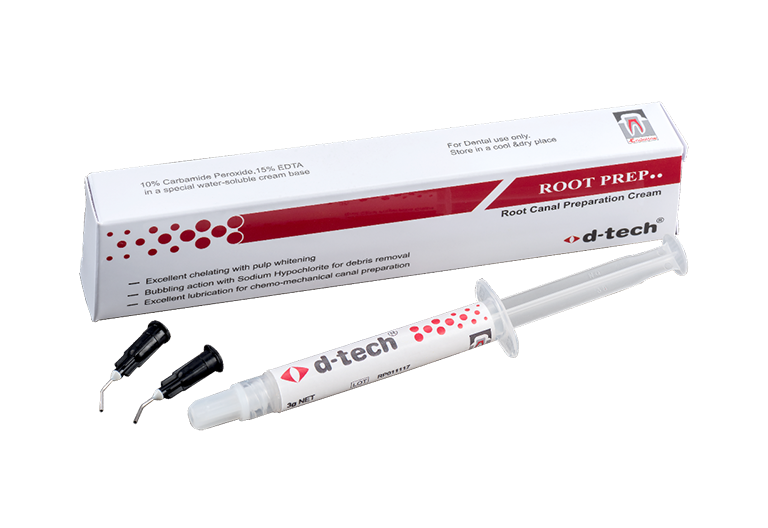 10% Carbamide Peroxide,15% EDTA
in a special water-soluble cream base
For Dental use only,
Store in a cool &dry place
ROOT PREP••
Root Canal Preparation Cream
d-tech®
— Excellent chelating with pulp whitening
— Bubbling action with Sodium Hypochlorite for debris removal
— Excellent lubrication for chemo-mechanical canal preparation
d-tech®
3g NET
LOT RP011117